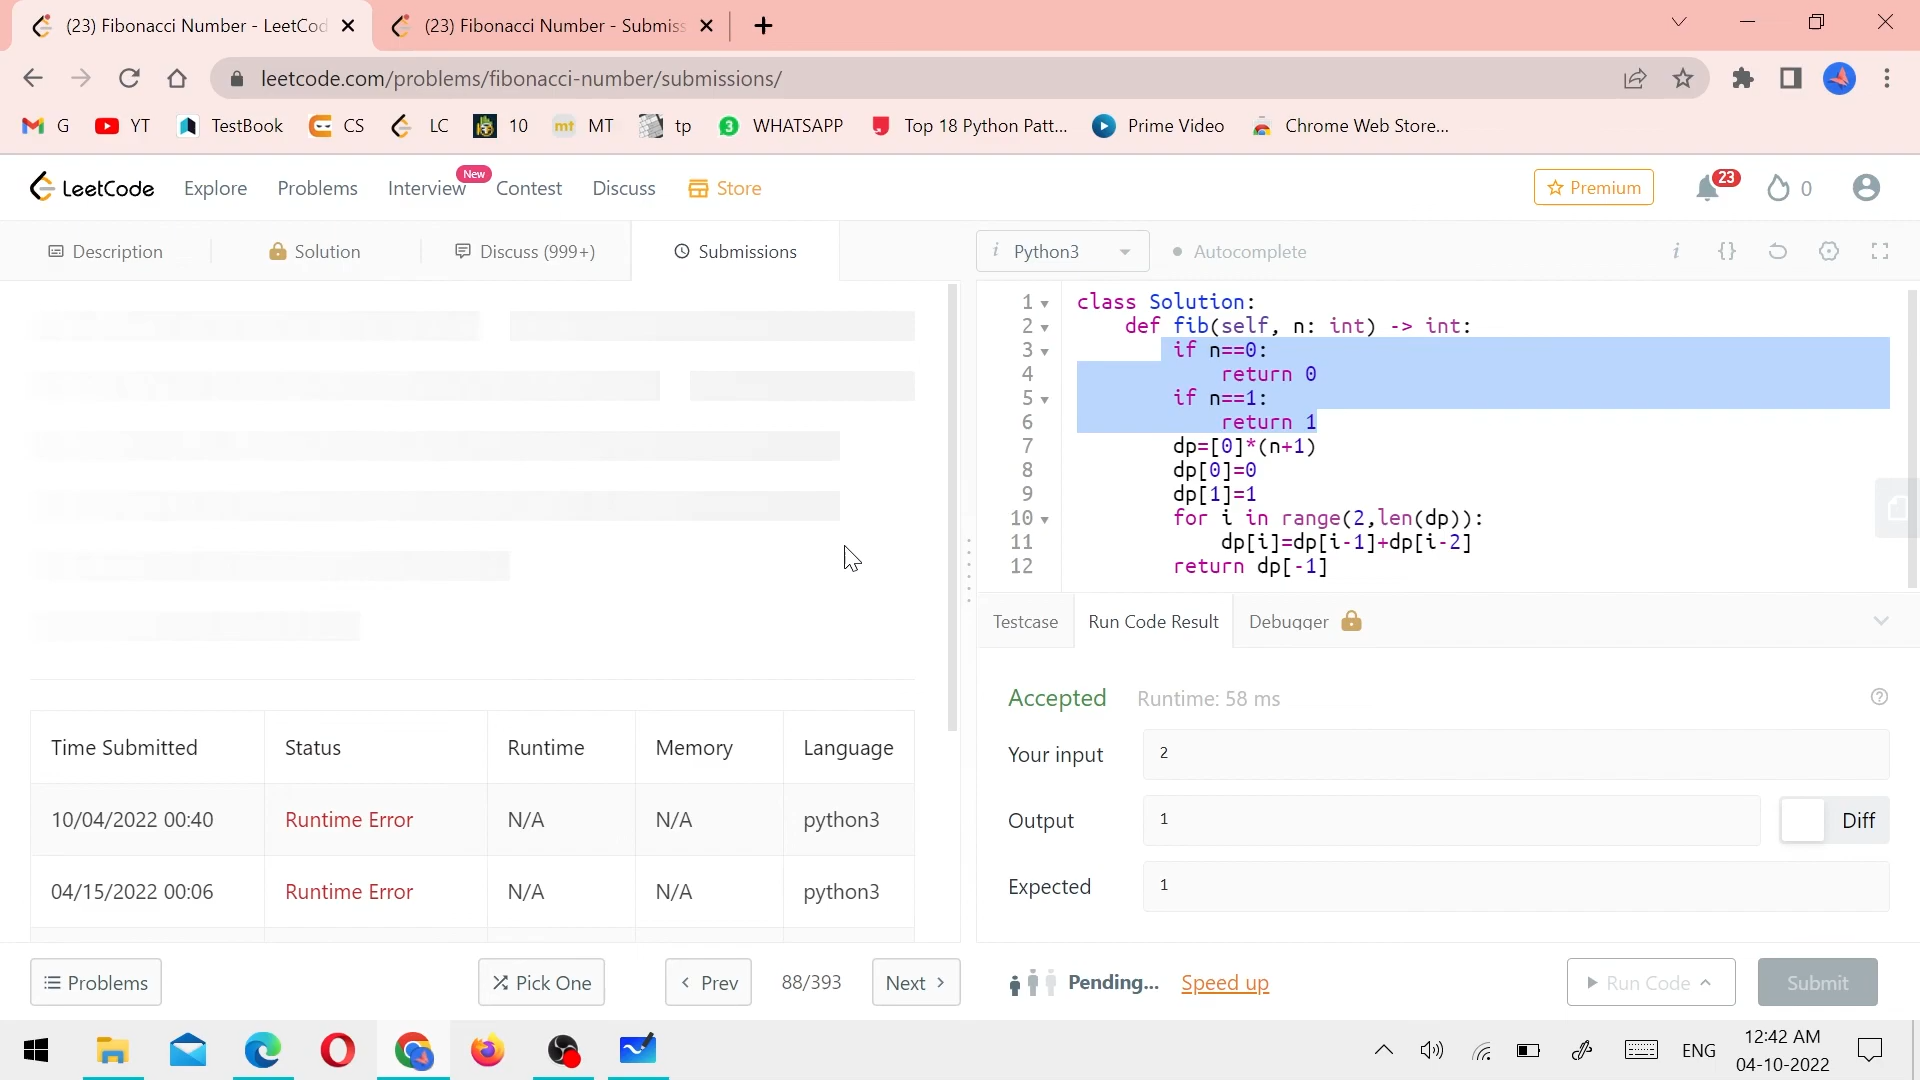 (23) Fibonacci Number - LeetCod
(23) Fibonacci Number - Submiss
leetcode.com/problems/fibonacci-number/submissions/
G YT TestBook CS LC 10 mt MT tp 3 WHATSAPP Top 18 Python Patt... Prime Video Chrome Web Store...
LeetCode Explore Problems Interview New Contest Discuss Store Premium 23 0
Description Solution Discuss (999+) Submissions
i Python3 Autocomplete i {}
1 class Solution:
2 def fib(self, n: int) -> int:
3 if n==0:
4 return 0
5 if n==1:
6 return 1
7 dp=[0]*(n+1)
8 dp[0]=0
9 dp[1]=1
10 for i in range(2,len(dp)):
11 dp[i]=dp[i-1]+dp[i-2]
12 return dp[-1]
Testcase Run Code Result Debugger
Accepted Runtime: 58 ms
Your input 2
Output 1 Diff
Expected 1
Time Submitted Status Runtime Memory Language
10/04/2022 00:40 Runtime Error N/A N/A python3
04/15/2022 00:06 Runtime Error N/A N/A python3
Problems Pick One Prev 88/393 Next Pending... Speed up Run Code Submit
ENG 12:42 AM
04-10-2022